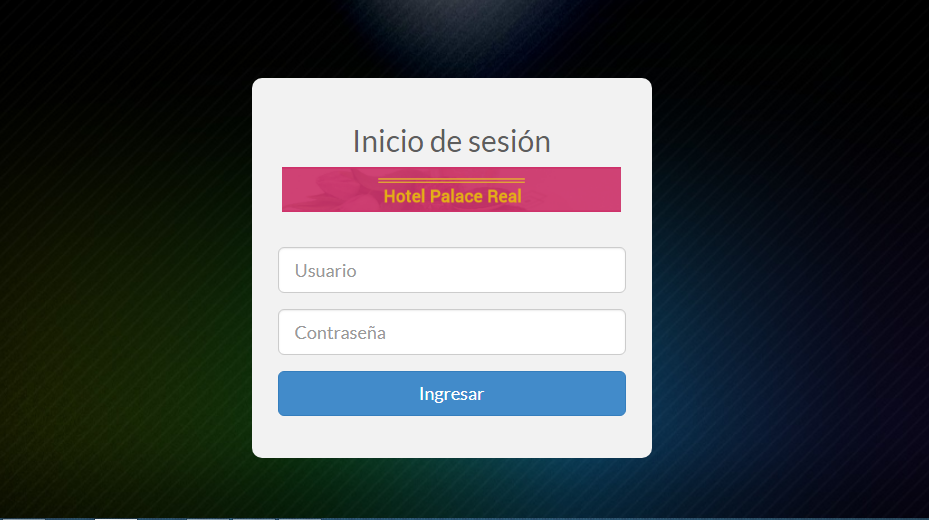 Inicio de sesión
Hotel Palace Real
Usuario
Contraseña
Ingresar